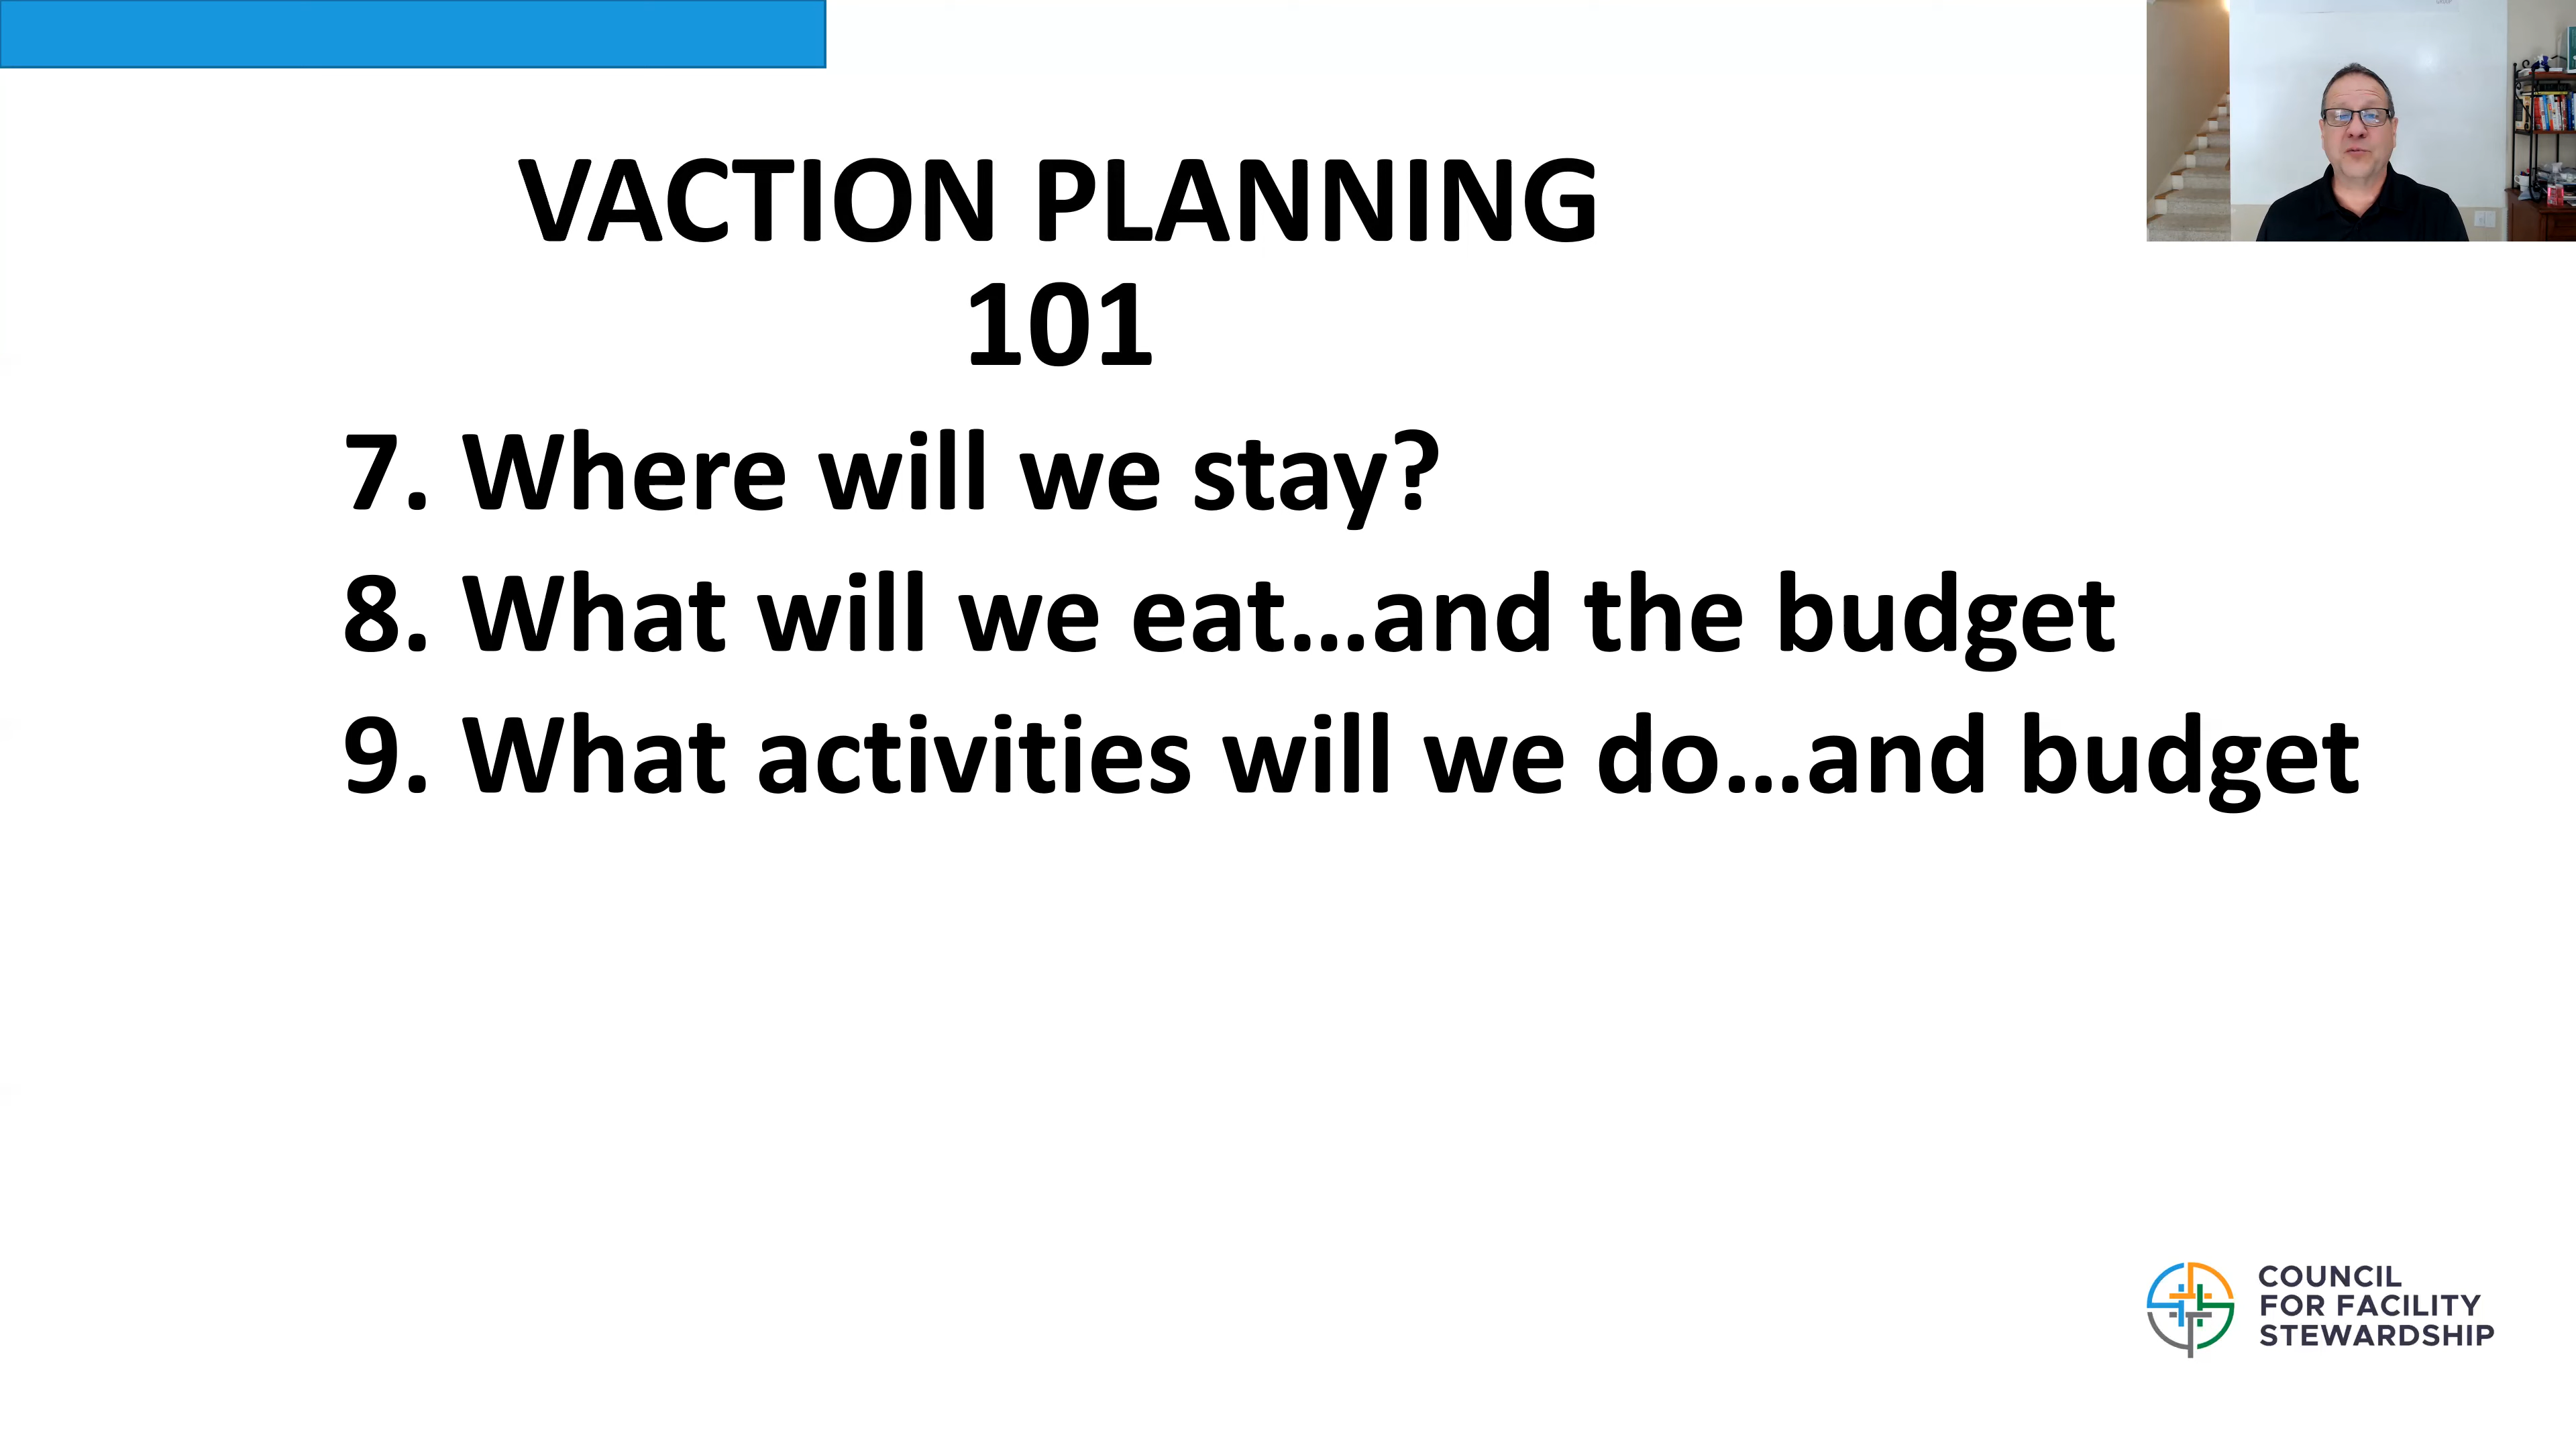 VACTION PLANNING
101
7. Where will we stay?
8. What will we eat...and the budget
9. What activities will we do...and budget
COUNCIL
FOR FACILITY
STEWARDSHIP